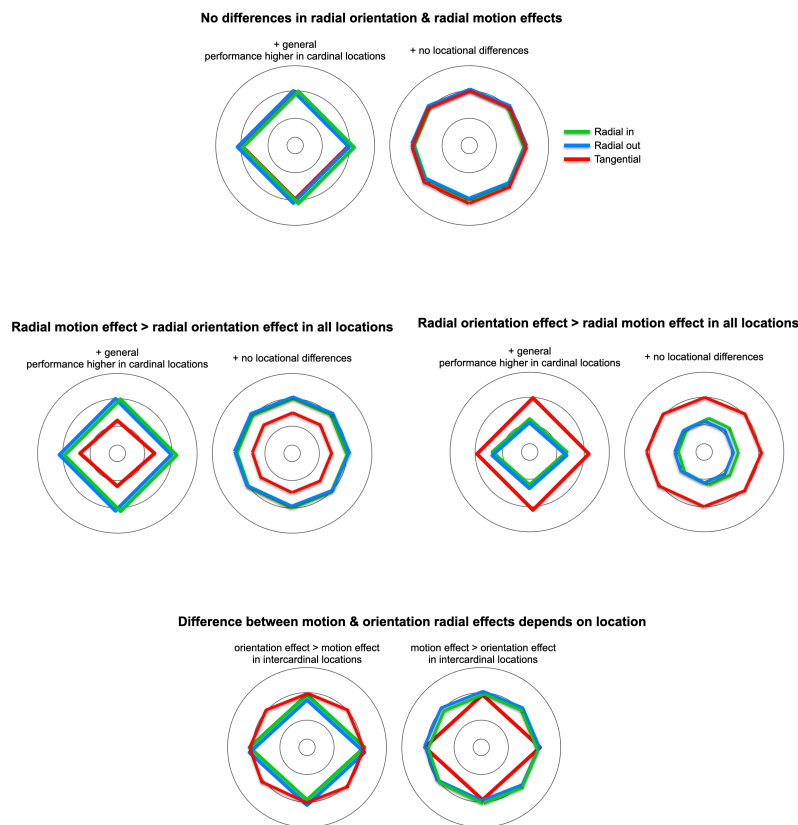 No differences in radial orientation & radial motion effects
+ general
performance higher in cardinal locations
+ no locational differences
Radial in
Radial out
Tangential
Radial motion effect > radial orientation effect in all locations
+ general
performance higher in cardinal locations
+ no locational differences
Radial orientation effect > radial motion effect in all locations
+ general
performance higher in cardinal locations
+ no locational differences
Difference between motion & orientation radial effects depends on location
orientation effect > motion effect
in intercardinal locations
motion effect > orientation effect
in intercardinal locations